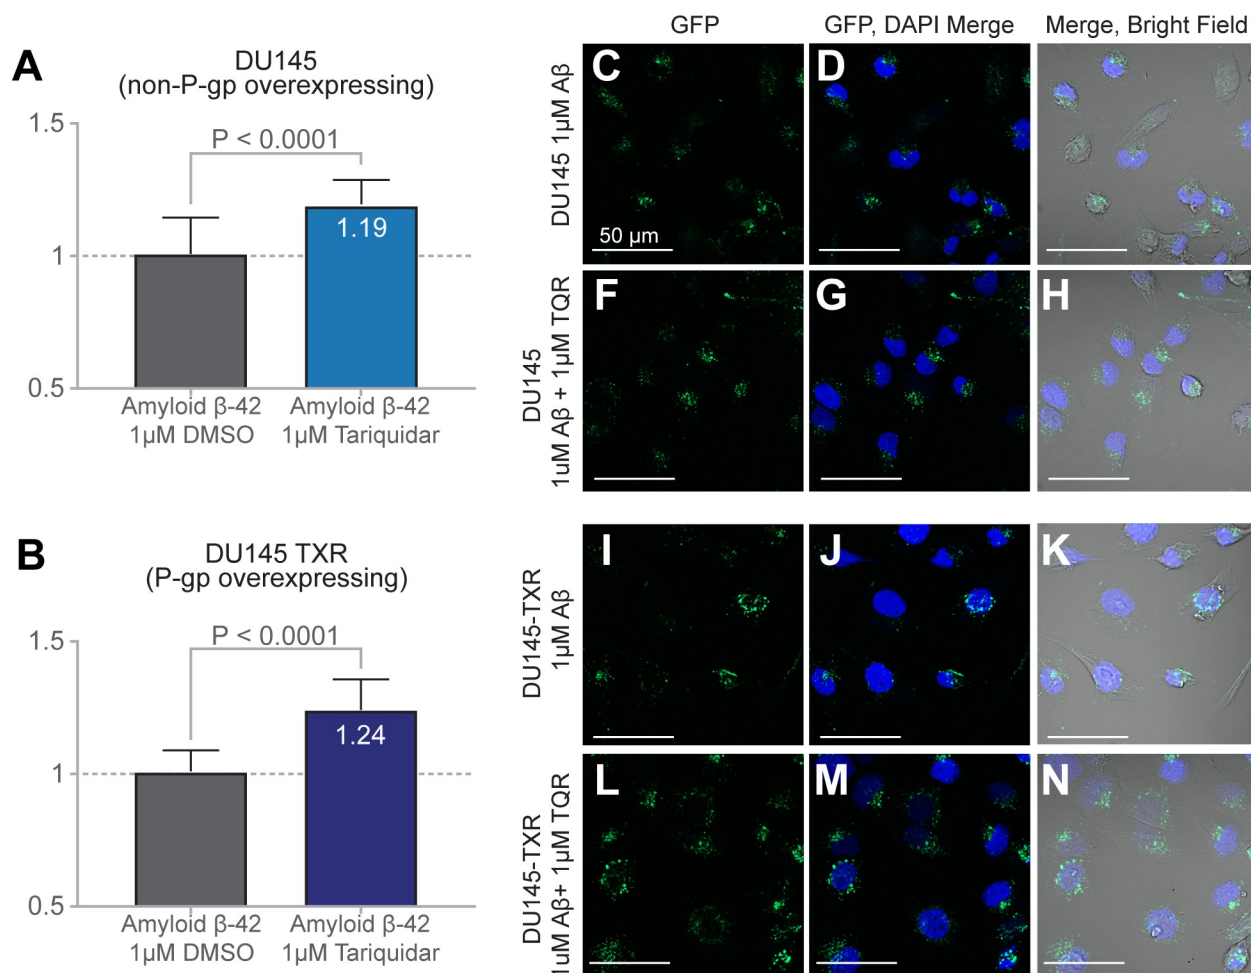 A
DU145
(non-P-gp overexpressing)
1.5
P < 0.0001
1.19
1
0.5
Amyloid β-42
1µM DMSO
Amyloid β-42
1µM Tariquidar
B
DU145 TXR
(P-gp overexpressing)
1.5
P < 0.0001
1.24
1
0.5
Amyloid β-42
1µM DMSO
Amyloid β-42
1µM Tariquidar
GFP
GFP, DAPI Merge
Merge, Bright Field
DU145 1µM Aβ
C
50 µm
D
DU145
1uM Aβ + 1µM TQR
F
G
H
DU145-TXR
1µM Aβ
I
J
K
DU145-TXR
1uM Aβ+ 1µM TQR
L
M
N